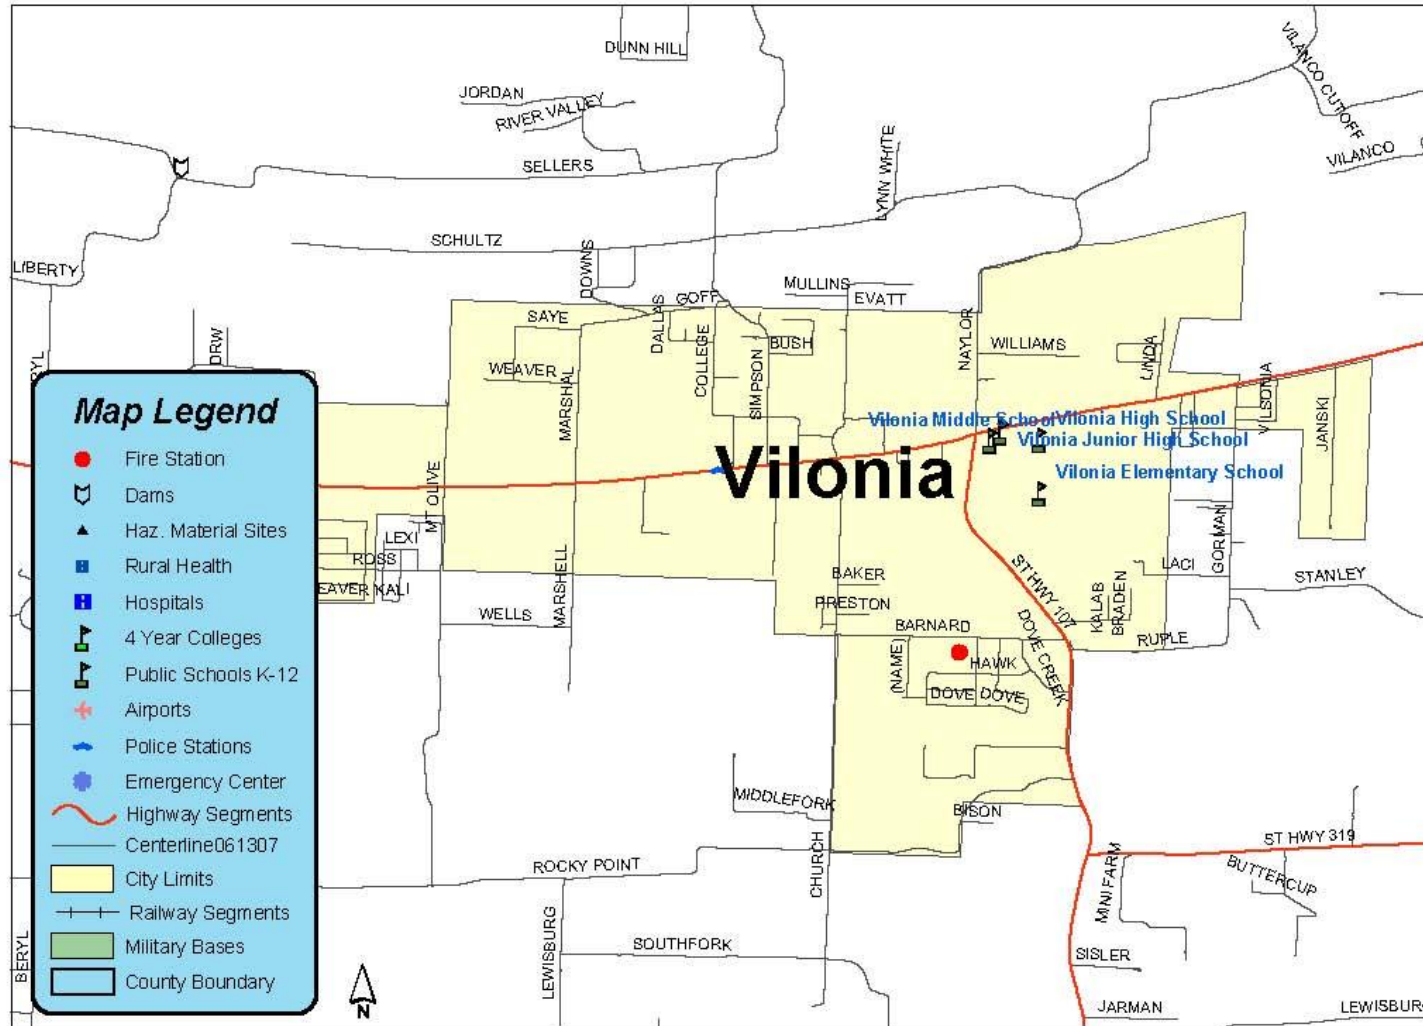 DUNN HILL
VILANCO CUTOFF
JORDAN
RIVER VALLEY
LYNN WHITE
VILANCO
SELLERS
SCHULTZ
DOWNS
LIBERTY
MULLINS
EVATT
GOFF
DALLAS
SAYE
COLLEGE
BUSH
SIMPSON
NAYLOR
WILLIAMS
LINDA
DRW
RYL
WEAVER
MARSHAL
VILSONIA
JANSKI
Vilonia Middle School
Vilonia High School
Vilonia Junior High School
Vilonia Elementary School
Vilonia
MT OLIVE
LEXI
ROSS
EAVER
KALI
MARSHELL
WELLS
BAKER
PRESTON
BARNARD
(NAME)
HAWK
DOVE
DOVE
DOVE CREEK
ST HWY 107
KALAB
BRADEN
LACI
GORMAN
STANLEY
RUPLE
MIDDLEFORK
BISON
CHURCH
ROCKY POINT
ST HWY 319
BUTTERCUP
MINI FARM
LEWISBURG
SOUTHFORK
SISLER
JARMAN
LEWISBURG
BERYL
N
Map Legend
Fire Station
Dams
Haz. Material Sites
Rural Health
Hospitals
4 Year Colleges
Public Schools K-12
Airports
Police Stations
Emergency Center
Highway Segments
Centerline061307
City Limits
Railway Segments
Military Bases
County Boundary